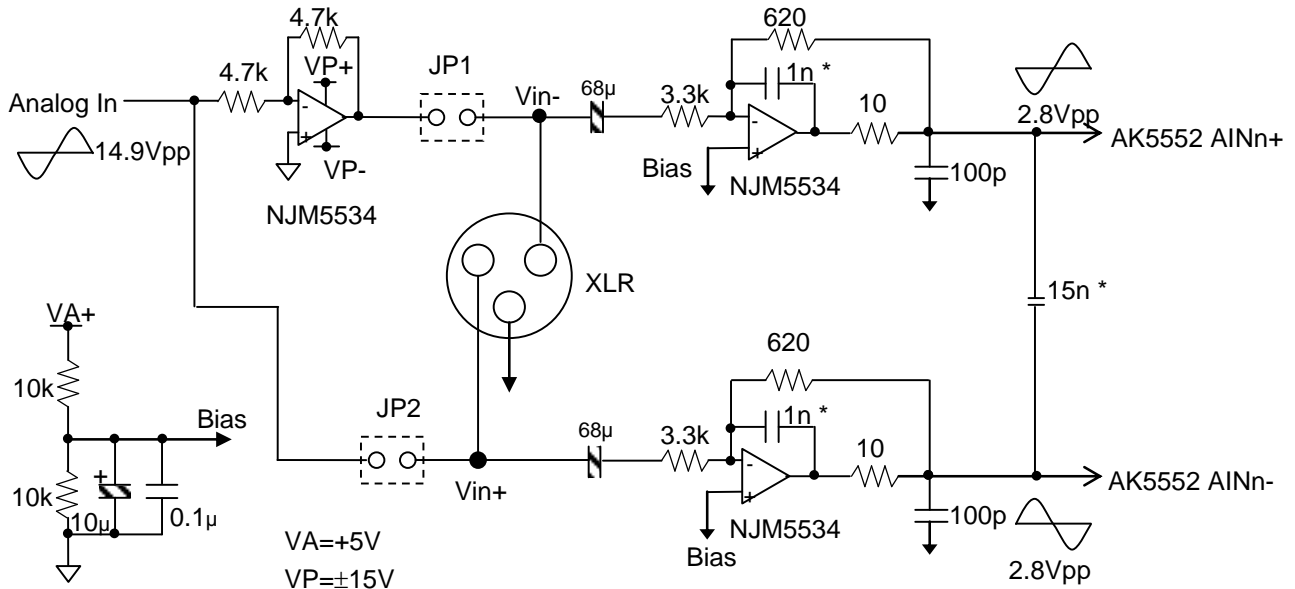 4.7k
620
4.7k
VP+
JP1
Vin-
68µ
3.3k
1n *
10
2.8Vpp
Analog In
14.9Vpp
VP-
NJM5534
Bias
NJM5534
100p
AK5552 AINn+
XLR
15n *
VA+
10k
Bias
10k
10µ
0.1µ
JP2
Vin+
68µ
3.3k
620
1n *
10
AK5552 AINn-
NJM5534
Bias
100p
2.8Vpp
VA=+5V
VP=±15V